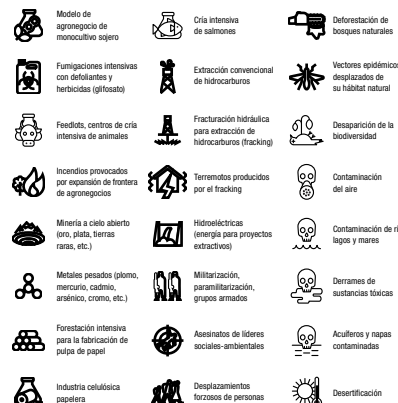 Modelo de
agronegocio de
monocultivo sojero
Fumigaciones intensivas
con defoliantes y
herbicidas (glifosato)
Feedlots, centros de cría
intensiva de animales
Incendios provocados
por expansión de frontera
de agronegocios
Minería a cielo abierto
(oro, plata, tierras
raras, etc.)
Metales pesados (plomo,
mercurio, cadmio,
arsénico, cromo, etc.)
Forestación intensiva
para la fabricación de
pulpa de papel
Industria celulósica
papelera
Cría intensiva
de salmones
Extracción convencional
de hidrocarburos
Fracturación hidráulica
para extracción de
hidrocarburos (fracking)
Terremotos producidos
por el fracking
Hidroeléctricas
(energía para proyectos
extractivos)
Militarización,
paramilitarización,
grupos armados
Asesinatos de líderes
sociales-ambientales
Desplazamientos
forzosos de personas
Deforestación de
bosques naturales
Vectores epidémicos
desplazados de
su hábitat natural
Desaparición de la
biodiversidad
Contaminación
del aire
Contaminación de rí
lagos y mares
Derrames de
sustancias tóxicas
Acuíferos y napas
contaminadas
Desertificación